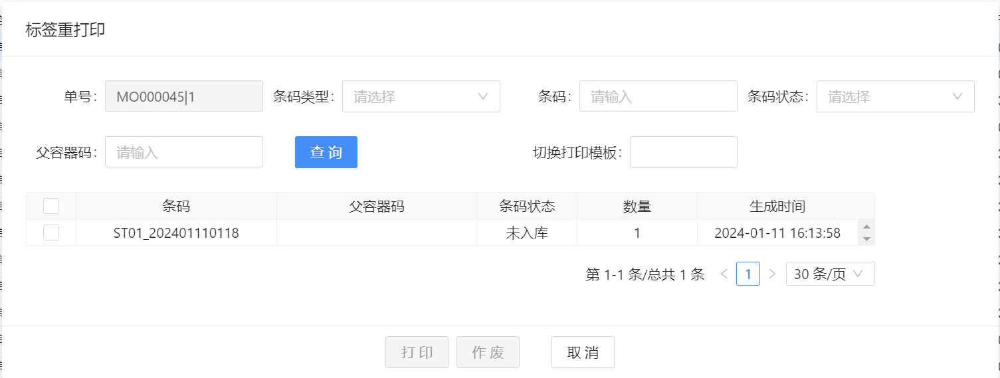 标签重打印
单号: MO000045|1 条码类型: 请选择 条码: 请输入 条码状态: 请选择
父容器码: 请输入 查 询 切换打印模板:
条码 父容器码 条码状态 数量 生成时间
ST01_202401110118 未入库 1 2024-01-11 16:13:58
第 1-1 条/总共 1 条 < 1 > 30 条/页
打 印 作 废 取 消